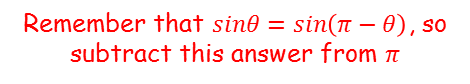 Remember that 𝑠𝑖𝑛𝜃 = 𝑠𝑖𝑛(𝜋 − 𝜃), so
subtract this answer from 𝜋